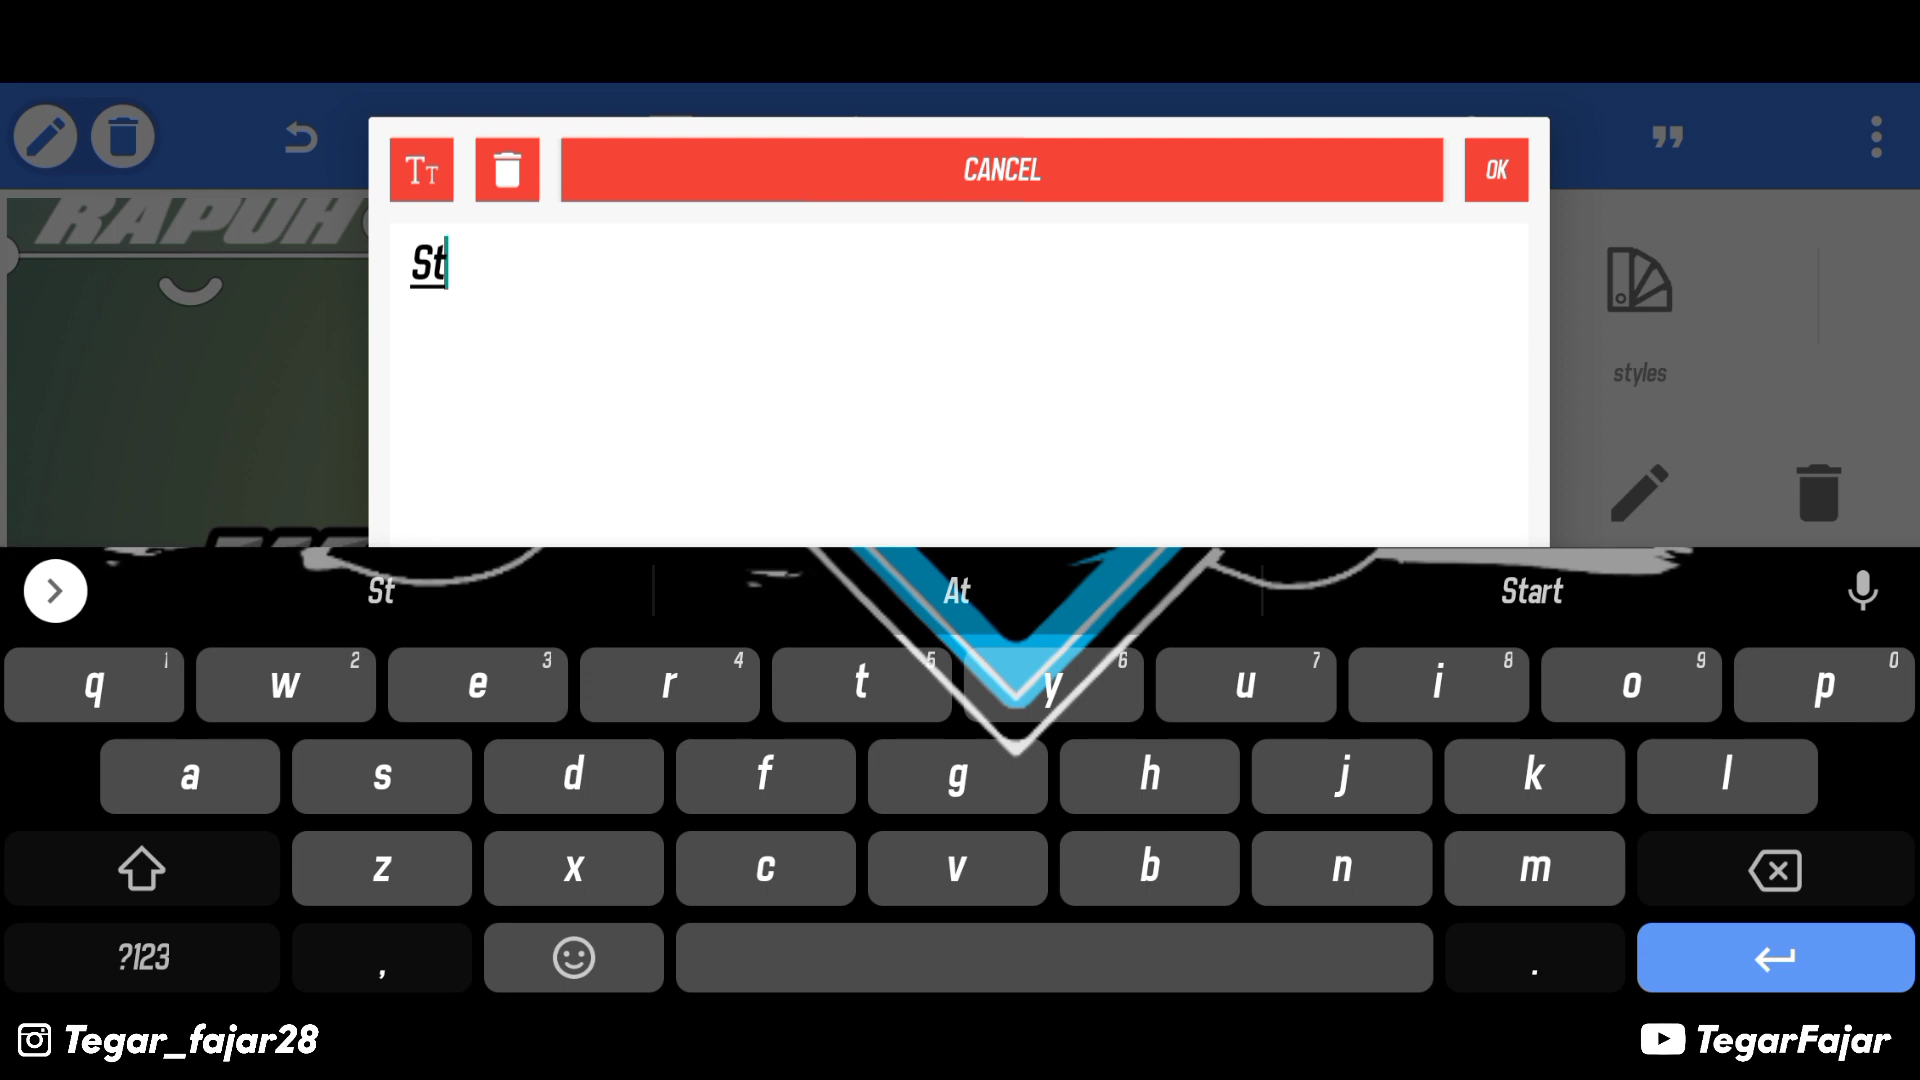 CANCEL
OK
RAPUH
St
styles
St
At
Start
q 1 w 2 e 3 r 4 t 5 y 6 u 7 i 8 o 9 p 0
a s d f g h j k l
z x c v b n m
?123 , .
Tegar_fajar28
TegarFajar